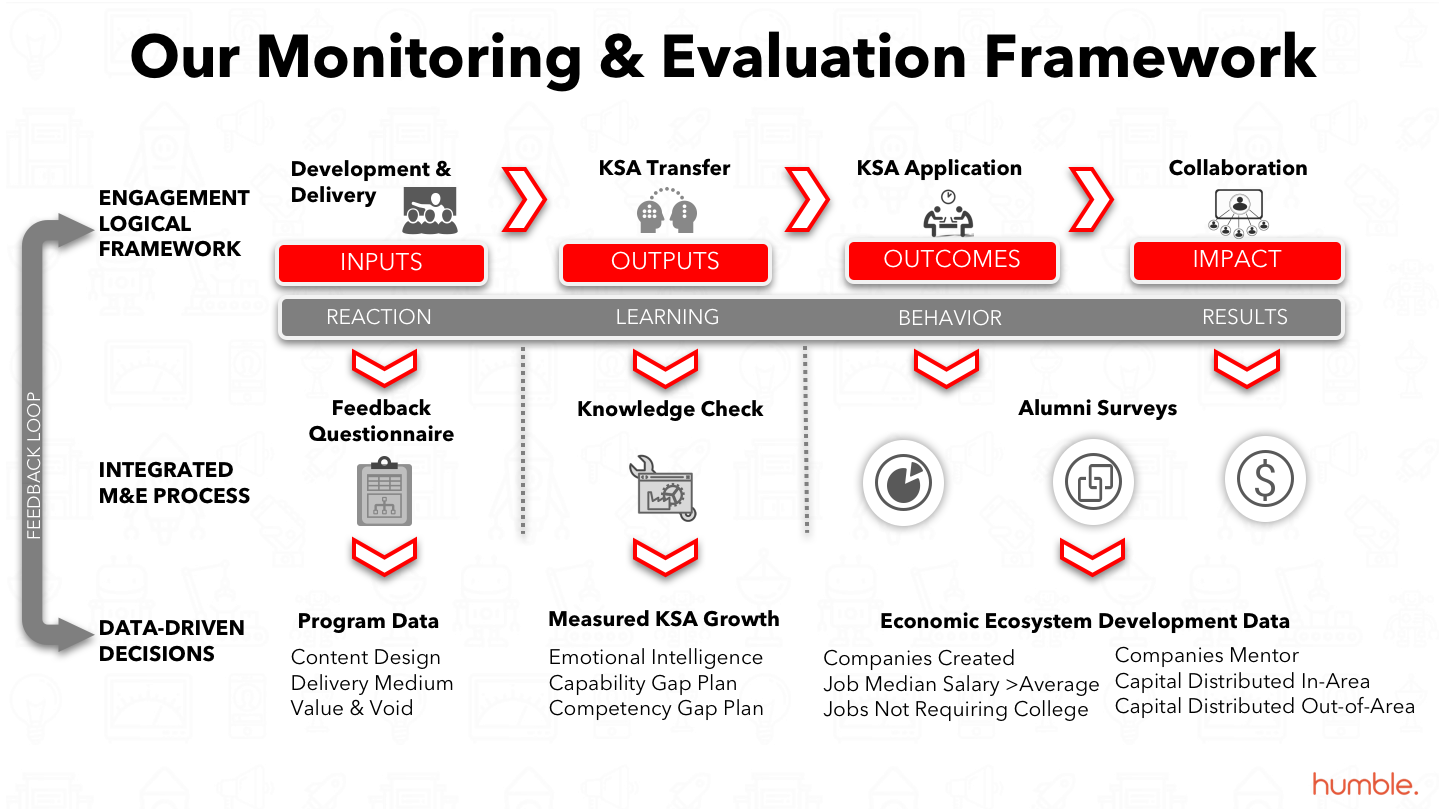 Our Monitoring & Evaluation Framework
ENGAGEMENT
LOGICAL
FRAMEWORK
Development &
Delivery
KSA Transfer
KSA Application
Collaboration
INPUTS
OUTPUTS
OUTCOMES
IMPACT
REACTION
LEARNING
BEHAVIOR
RESULTS
FEEDBACK LOOP
INTEGRATED
M&E PROCESS
Feedback
Questionnaire
Knowledge Check
Alumni Surveys
$
DATA-DRIVEN
DECISIONS
Program Data
Content Design
Delivery Medium
Value & Void
Measured KSA Growth
Emotional Intelligence
Capability Gap Plan
Competency Gap Plan
Economic Ecosystem Development Data
Companies Created
Job Median Salary >Average
Jobs Not Requiring College
Companies Mentor
Capital Distributed In-Area
Capital Distributed Out-of-Area
humble.